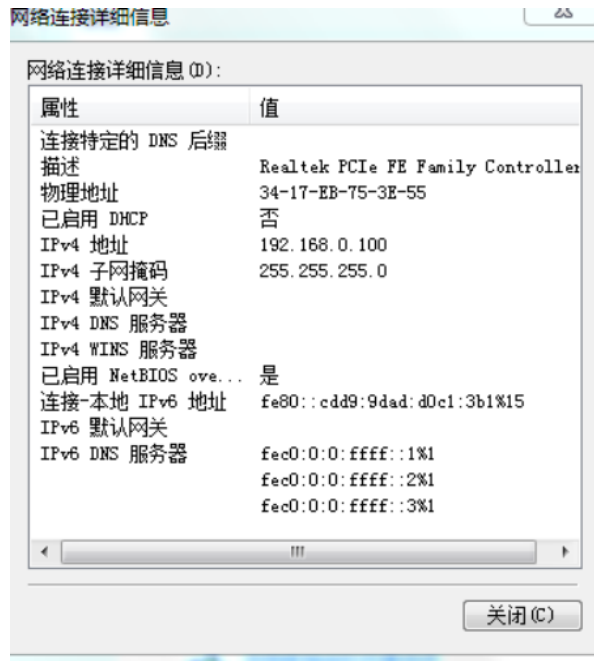 网络连接详细信息
网络连接详细信息(D):
属性 值
连接特定的 DNS 后缀
描述 Realtek PCIe FE Family Controller
物理地址 34-17-EB-75-3E-55
已启用 DHCP 否
IPv4 地址 192.168.0.100
IPv4 子网掩码 255.255.255.0
IPv4 默认网关
IPv4 DNS 服务器
IPv4 WINS 服务器
已启用 NetBIOS ove... 是
连接-本地 IPv6 地址 fe80::cdd9:9dad:d0c1:3b1%15
IPv6 默认网关
IPv6 DNS 服务器 fec0:0:0:ffff::1%1
fec0:0:0:ffff::2%1
fec0:0:0:ffff::3%1
关闭(C)